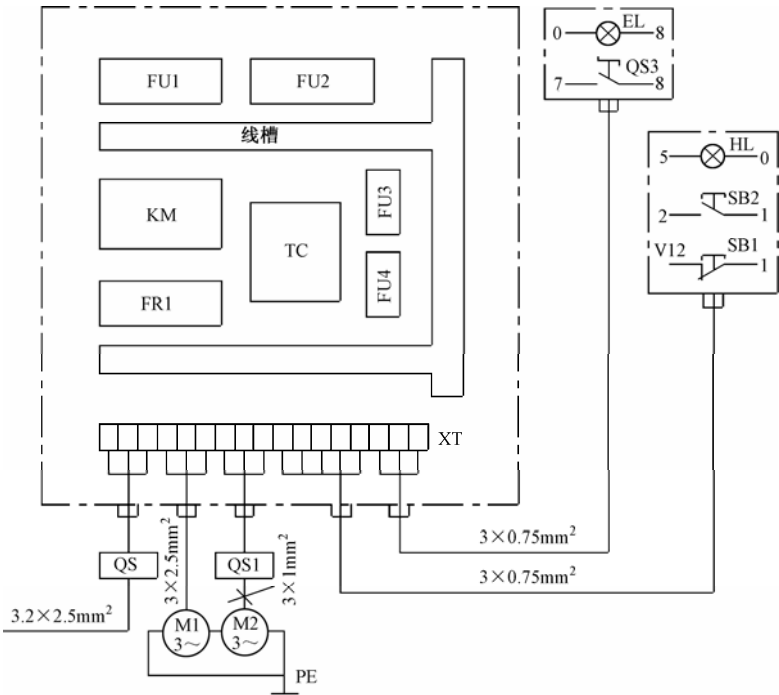 FU1 FU2
线槽
KM
FU3
TC
FU4
FR1
XT
0 EL 8
7 QS3 8
5 HL 0
2 SB2 1
V12 SB1 1
3×0.75mm²
3×0.75mm²
QS
3×2.5mm²
QS1
3×1mm²
3.2×2.5mm²
M1
3～
M2
3～
PE